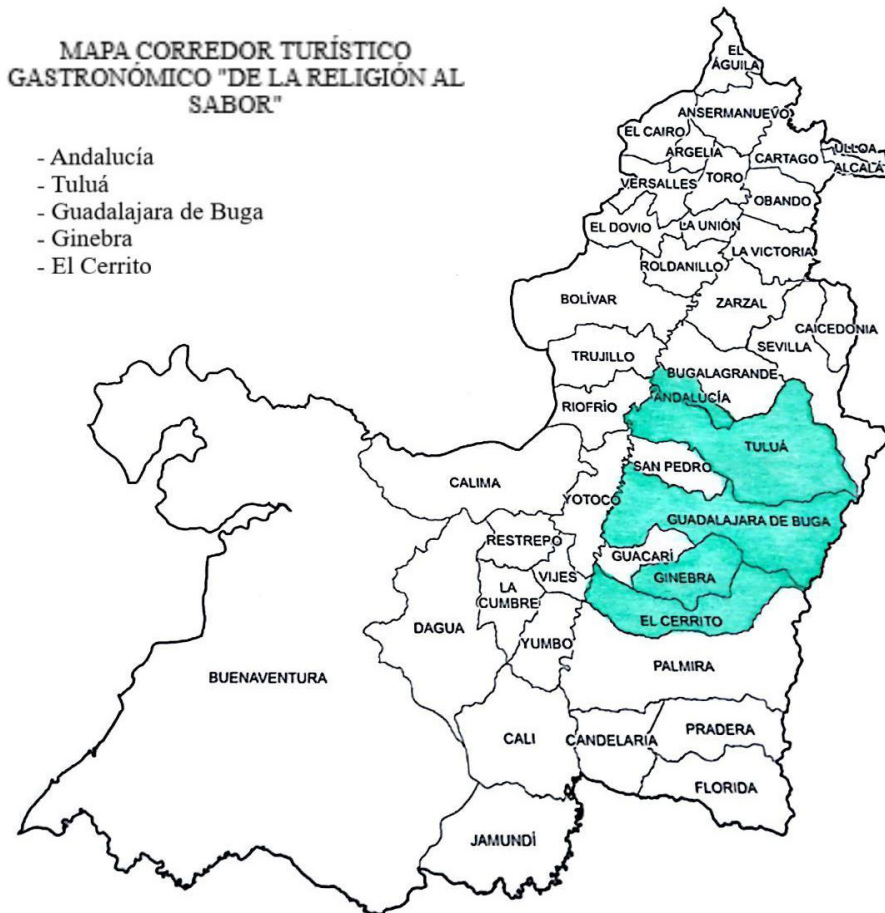 MAPA CORREDOR TURÍSTICO
GASTRONÓMICO "DE LA RELIGIÓN AL
SABOR"
- Andalucía
- Tuluá
- Guadalajara de Buga
- Ginebra
- El Cerrito
EL
ÁGUILA
ANSERMANUEVO
EL CAIRO
ARGELIA
CARTAGO
ULLOA
ALCALÁ
VERSALLES
TORO
OBANDO
EL DOVIO
LA UNIÓN
ROLDANILLO
LA VICTORIA
BOLÍVAR
ZARZAL
CAICEDONIA
SEVILLA
TRUJILLO
BUGALAGRANDE
ANDALUCÍA
RIOFRÍO
TULUÁ
SAN PEDRO
CALIMA
YOTOCO
GUADALAJARA DE BUGA
RESTREPO
GUACARÍ
VIJES
GINEBRA
LA
CUMBRE
DAGUA
EL CERRITO
YUMBO
PALMIRA
BUENAVENTURA
CALI
CANDELARIA
PRADERA
FLORIDA
JAMUNDÍ